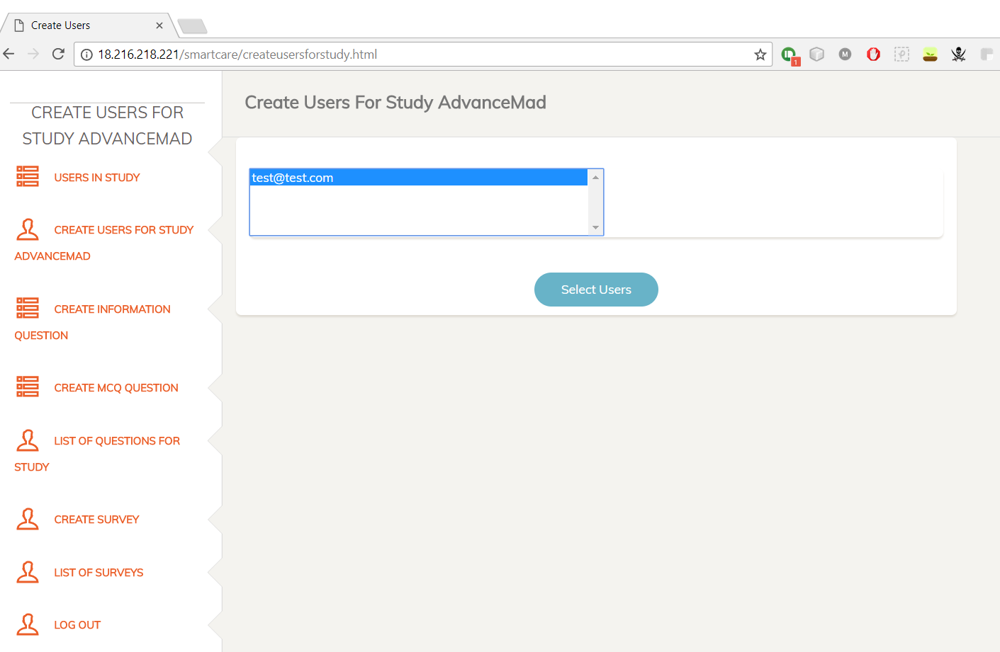 Create Users
18.216.218.221/smartcare/createusersforstudy.html
M
1
CREATE USERS FOR
STUDY ADVANCEMAD
USERS IN STUDY
CREATE USERS FOR STUDY
ADVANCEMAD
CREATE INFORMATION
QUESTION
CREATE MCQ QUESTION
LIST OF QUESTIONS FOR
STUDY
CREATE SURVEY
LIST OF SURVEYS
LOG OUT
Create Users For Study AdvanceMad
test@test.com
Select Users